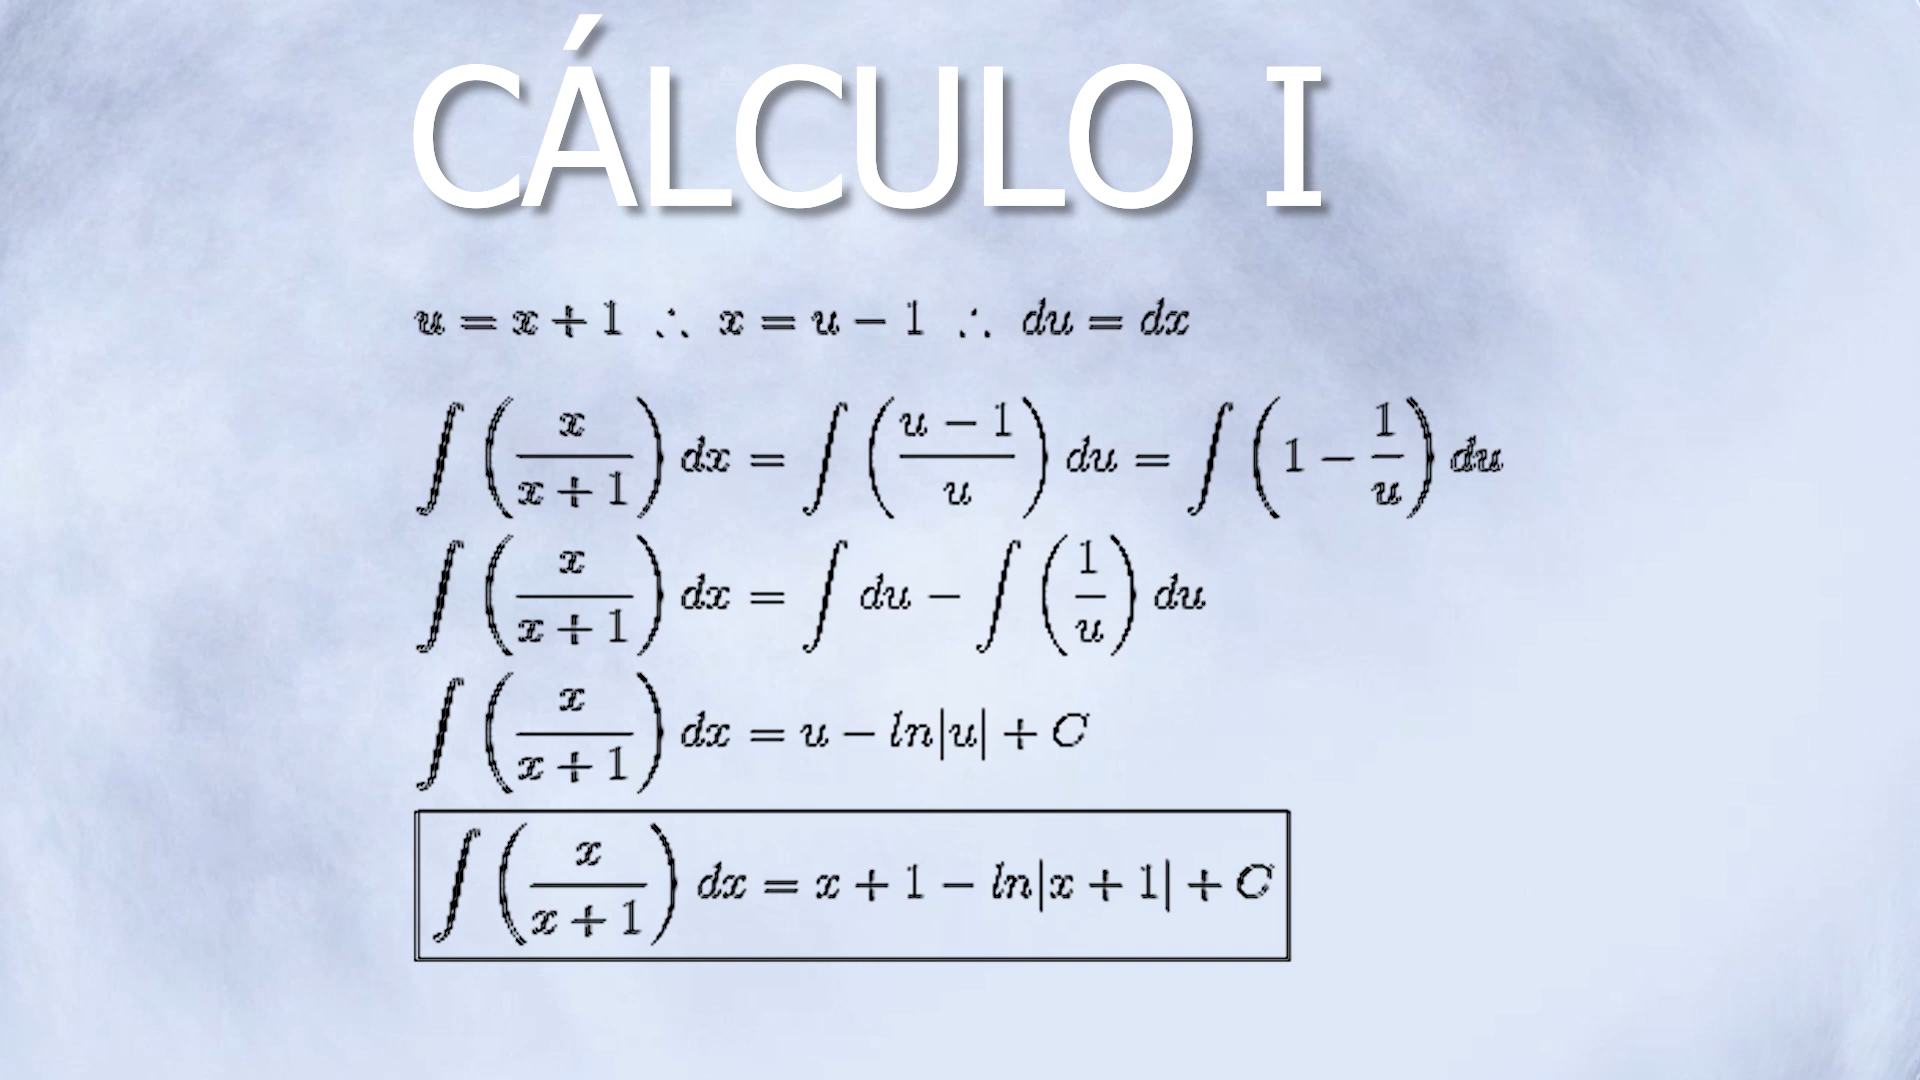 CÁLCULO I
u = x + 1 ∴ x = u − 1 ∴ du = dx
∫ (x/(x + 1)) dx = ∫ ((u − 1)/u) du = ∫ (1 − 1/u) du
∫ (x/(x + 1)) dx = ∫ du − ∫ (1/u) du
∫ (x/(x + 1)) dx = u − ln|u| + C
∫ (x/(x + 1)) dx = x + 1 − ln|x + 1| + C